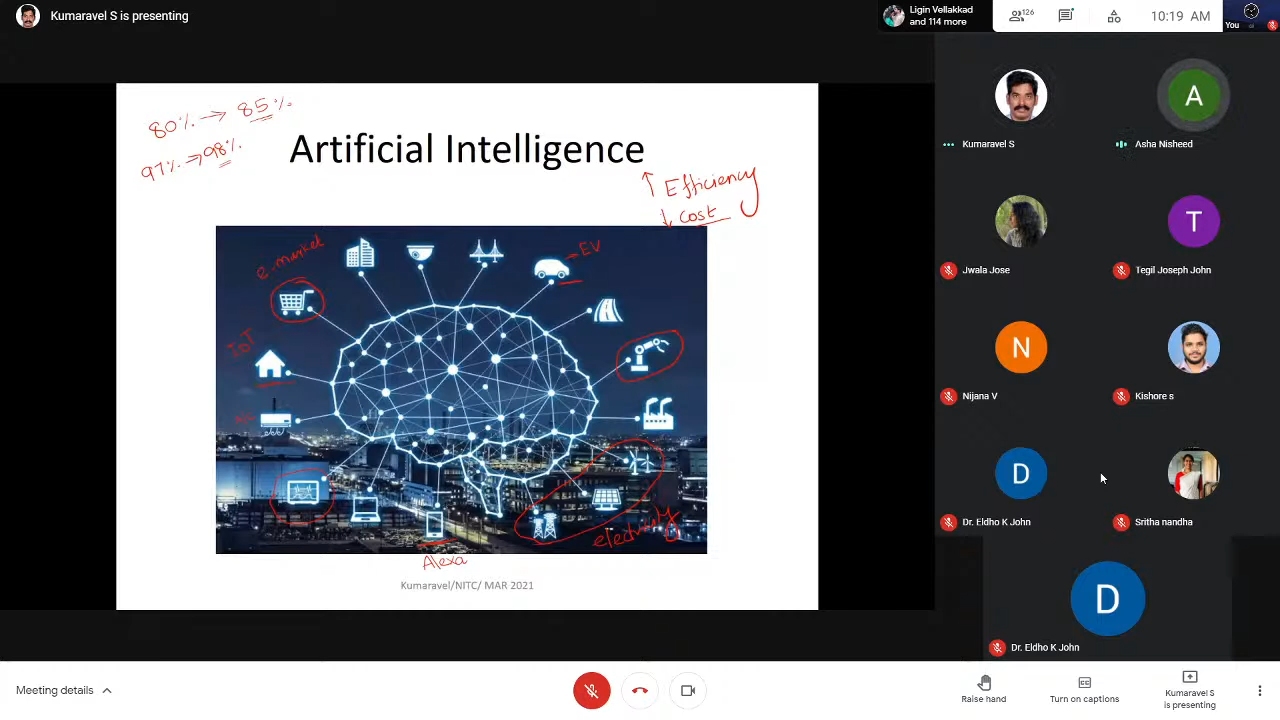 Kumaravel S is presenting
Ligin Vellakkad
and 114 more
126
10:19 AM
You
80% → 85%
97% → 98%
Artificial Intelligence
↑ Efficiency
↓ cost
e-market
EV
IoT
electricity
Alexa
Kumaravel/NITC/ MAR 2021
Kumaravel S
A
Asha Nisheed
Jwala Jose
T
Tegil Joseph John
N
Nijana V
Kishore s
D
Dr. Eldho K John
Sritha nandha
D
Dr. Eldho K John
Meeting details
Raise hand
Turn on captions
Kumaravel S
is presenting